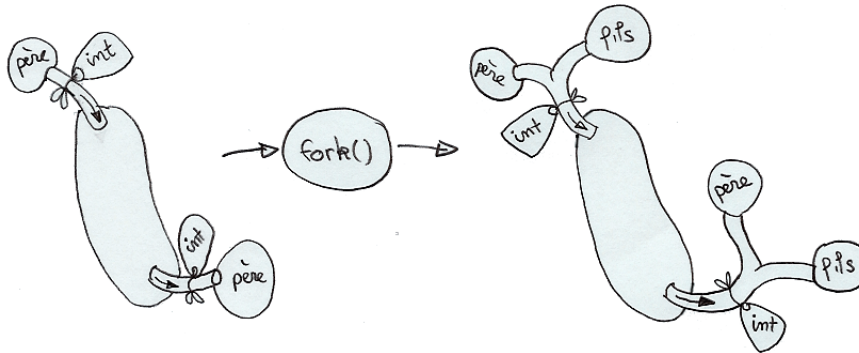 père
int
int
père
fork()
père
fils
int
père
fils
int